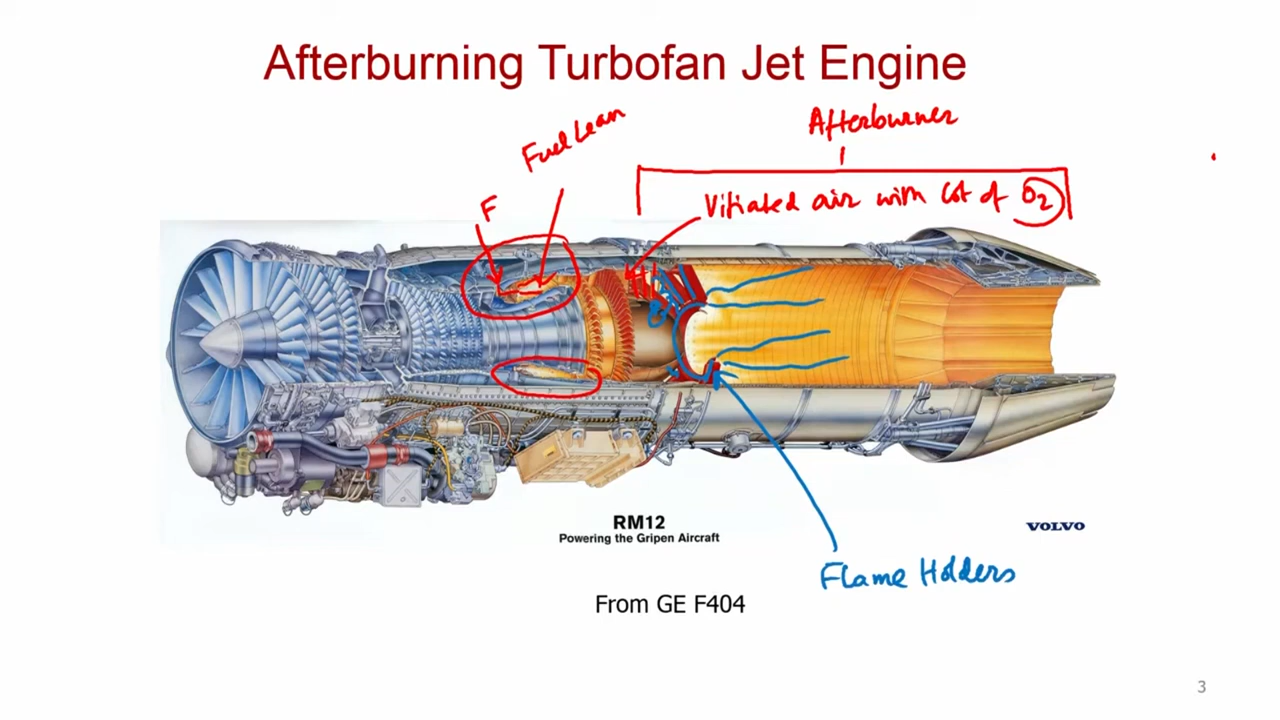 Afterburning Turbofan Jet Engine
Afterburner
Fuel Lean
Vitiated air with lot of O2
F
RM12
Powering the Gripen Aircraft
VOLVO
Flame Holders
From GE F404
3